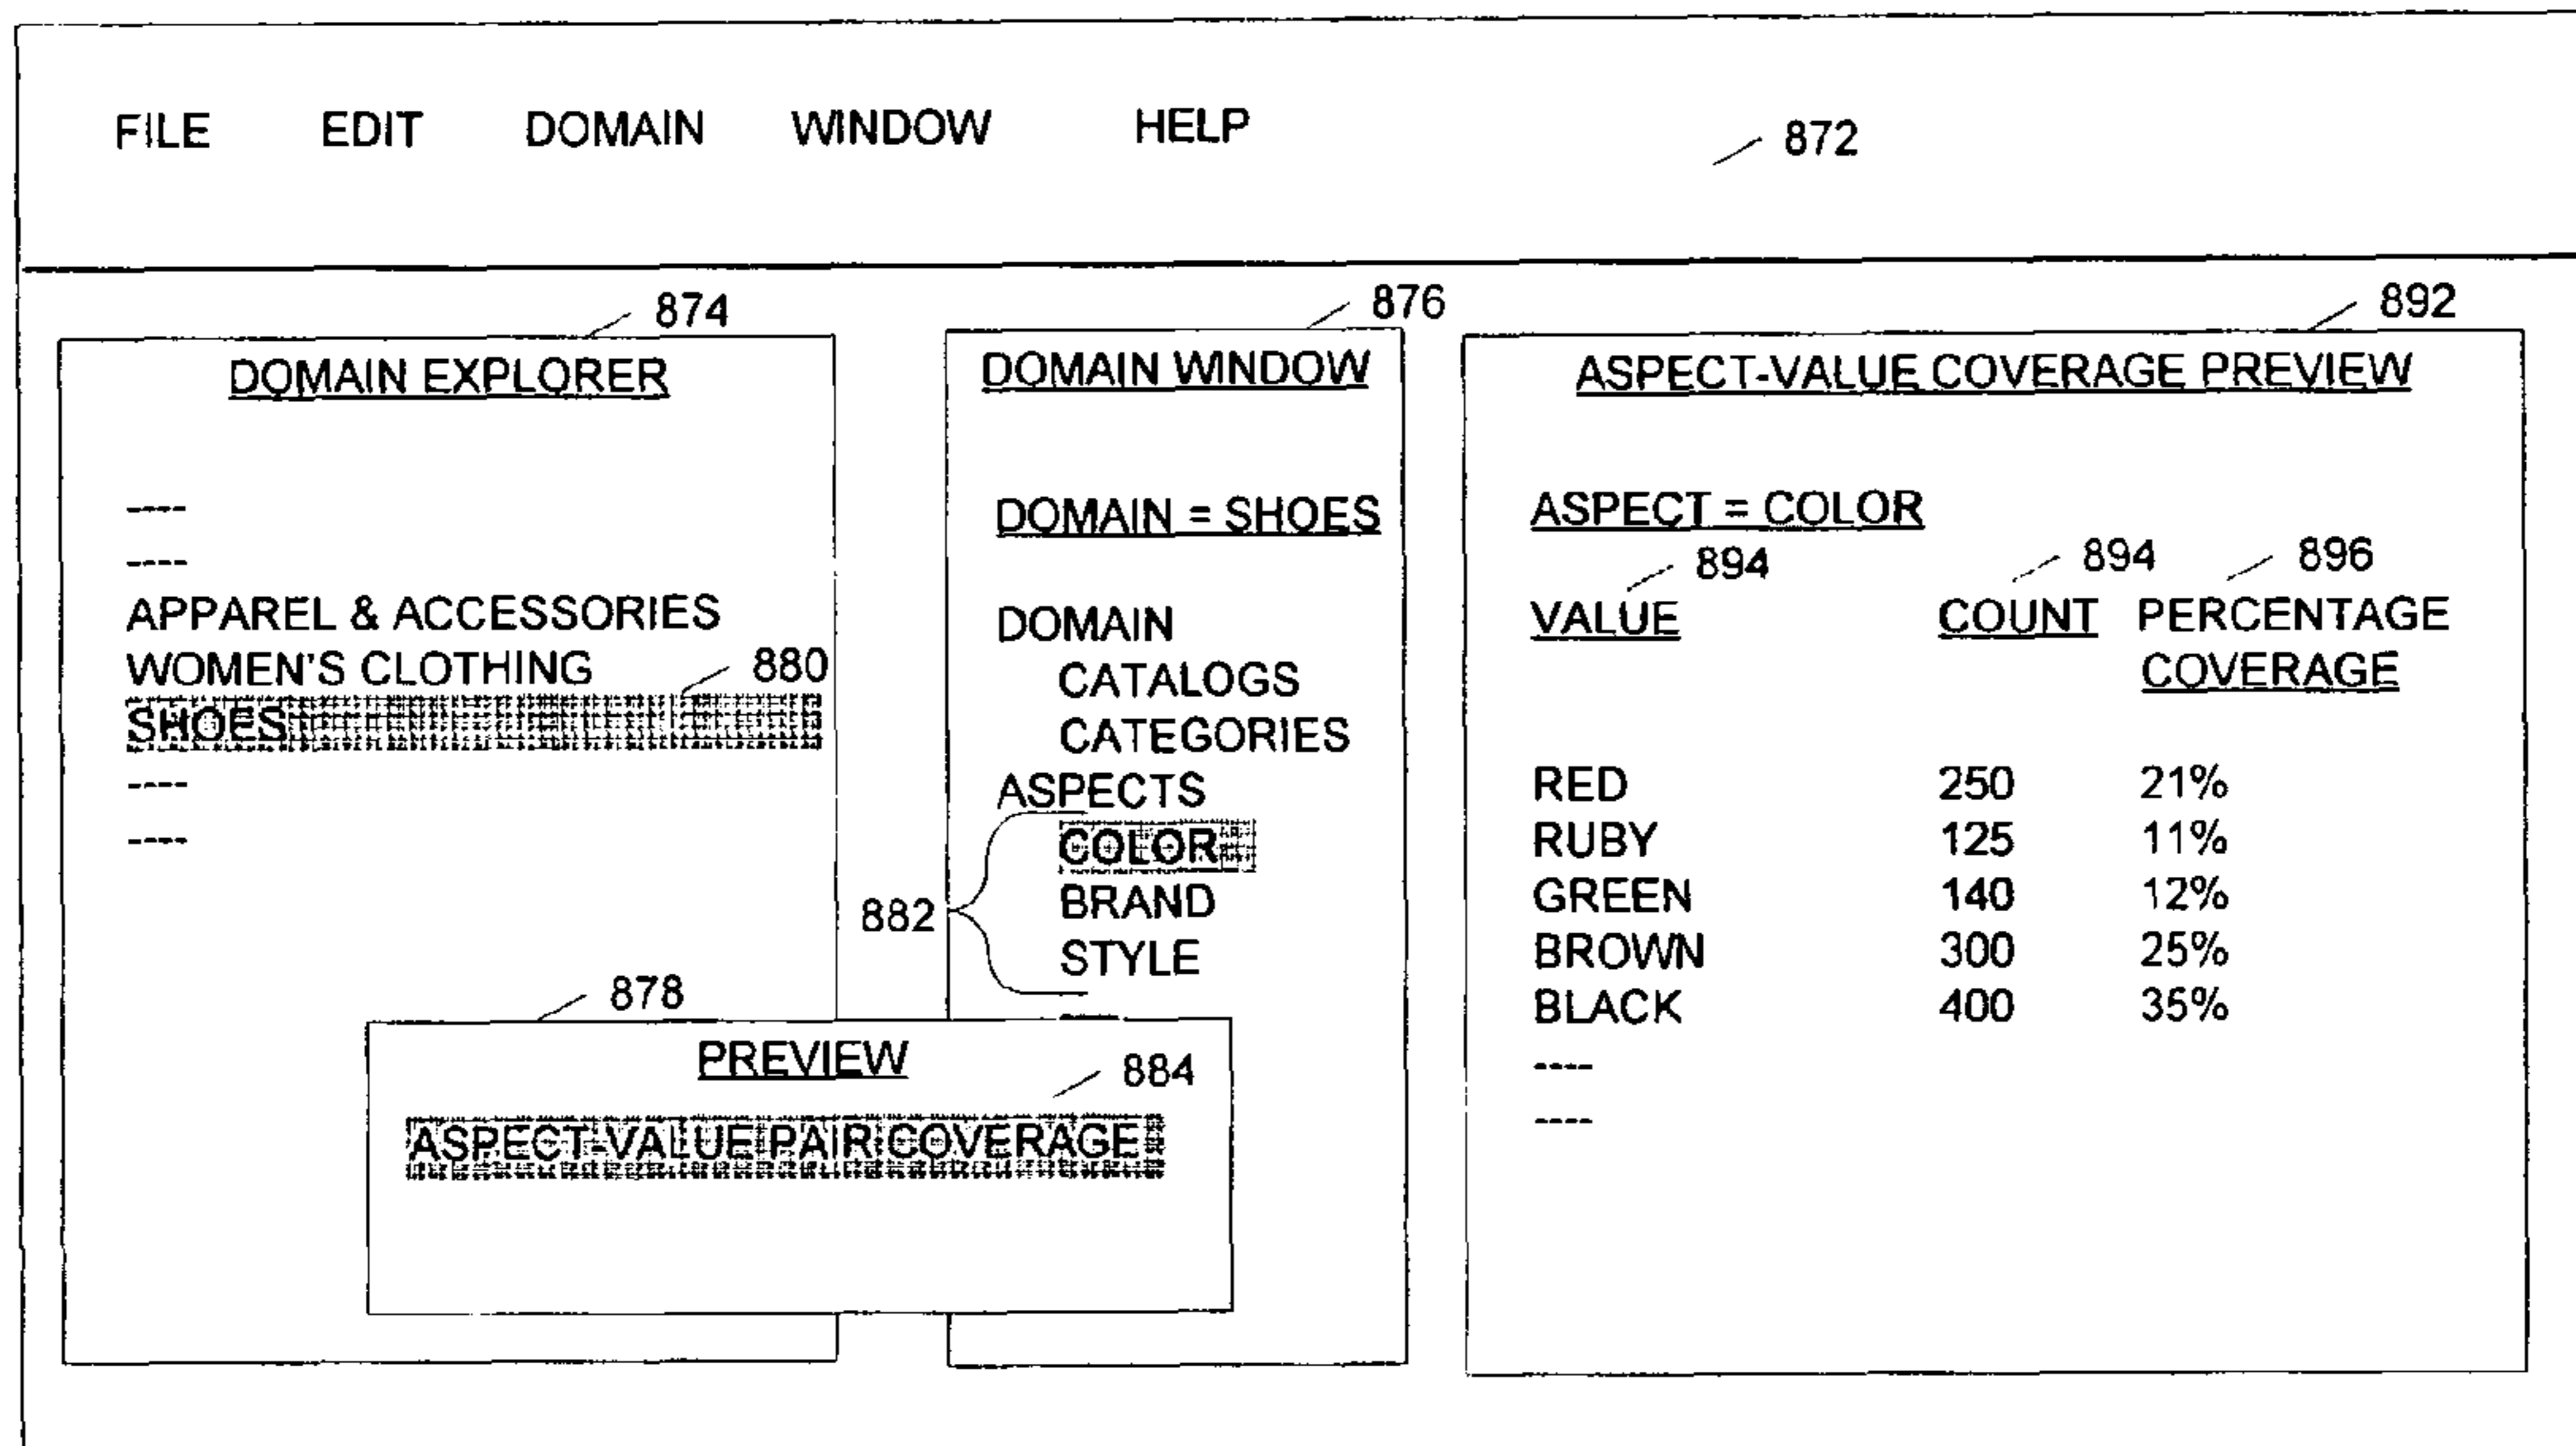 FILE EDIT DOMAIN WINDOW HELP
872
874
DOMAIN EXPLORER
----
----
APPAREL & ACCESSORIES
WOMEN'S CLOTHING
880
SHOES
----
----
876
DOMAIN WINDOW
DOMAIN = SHOES
DOMAIN
CATALOGS
CATEGORIES
ASPECTS
COLOR
BRAND
STYLE
882
878
PREVIEW
884
ASPECT-VALUE PAIR COVERAGE
892
ASPECT-VALUE COVERAGE PREVIEW
ASPECT = COLOR
894 894 896
VALUE COUNT PERCENTAGE
COVERAGE
RED 250 21%
RUBY 125 11%
GREEN 140 12%
BROWN 300 25%
BLACK 400 35%
----
----